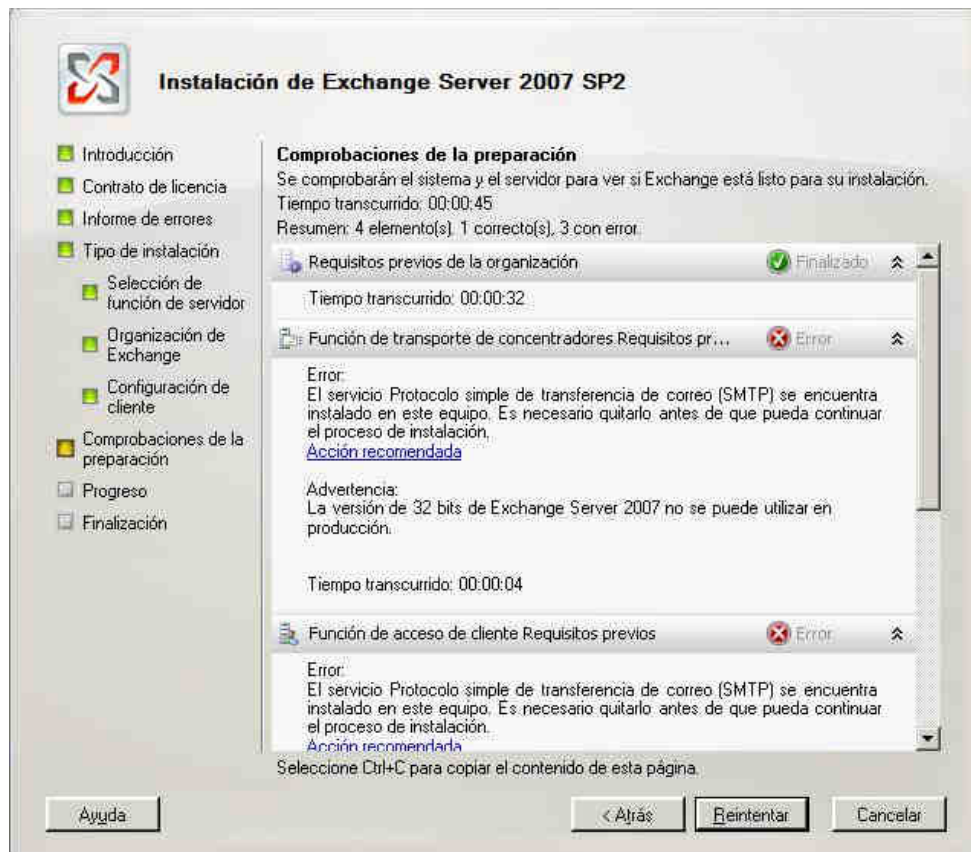 Instalación de Exchange Server 2007 SP2
Introducción
Contrato de licencia
Informe de errores
Tipo de instalación
Selección de
función de servidor
Organización de
Exchange
Configuración de
cliente
Comprobaciones de la
preparación
Progreso
Finalización
Comprobaciones de la preparación
Se comprobarán el sistema y el servidor para ver si Exchange está listo para su instalación.
Tiempo transcurrido: 00:00:45
Resumen: 4 elemento(s). 1 correcto(s), 3 con error.
Requisitos previos de la organización Finalizado
Tiempo transcurrido: 00:00:32
Función de transporte de concentradores Requisitos pr... Error
Error:
El servicio Protocolo simple de transferencia de correo (SMTP) se encuentra
instalado en este equipo. Es necesario quitarlo antes de que pueda continuar
el proceso de instalación.
Acción recomendada
Advertencia:
La versión de 32 bits de Exchange Server 2007 no se puede utilizar en
producción.
Tiempo transcurrido: 00:00:04
Función de acceso de cliente Requisitos previos Error
Error:
El servicio Protocolo simple de transferencia de correo (SMTP) se encuentra
instalado en este equipo. Es necesario quitarlo antes de que pueda continuar
el proceso de instalación.
Acción recomendada
Seleccione Ctrl+C para copiar el contenido de esta página.
Ayuda
< Atrás
Reintentar
Cancelar